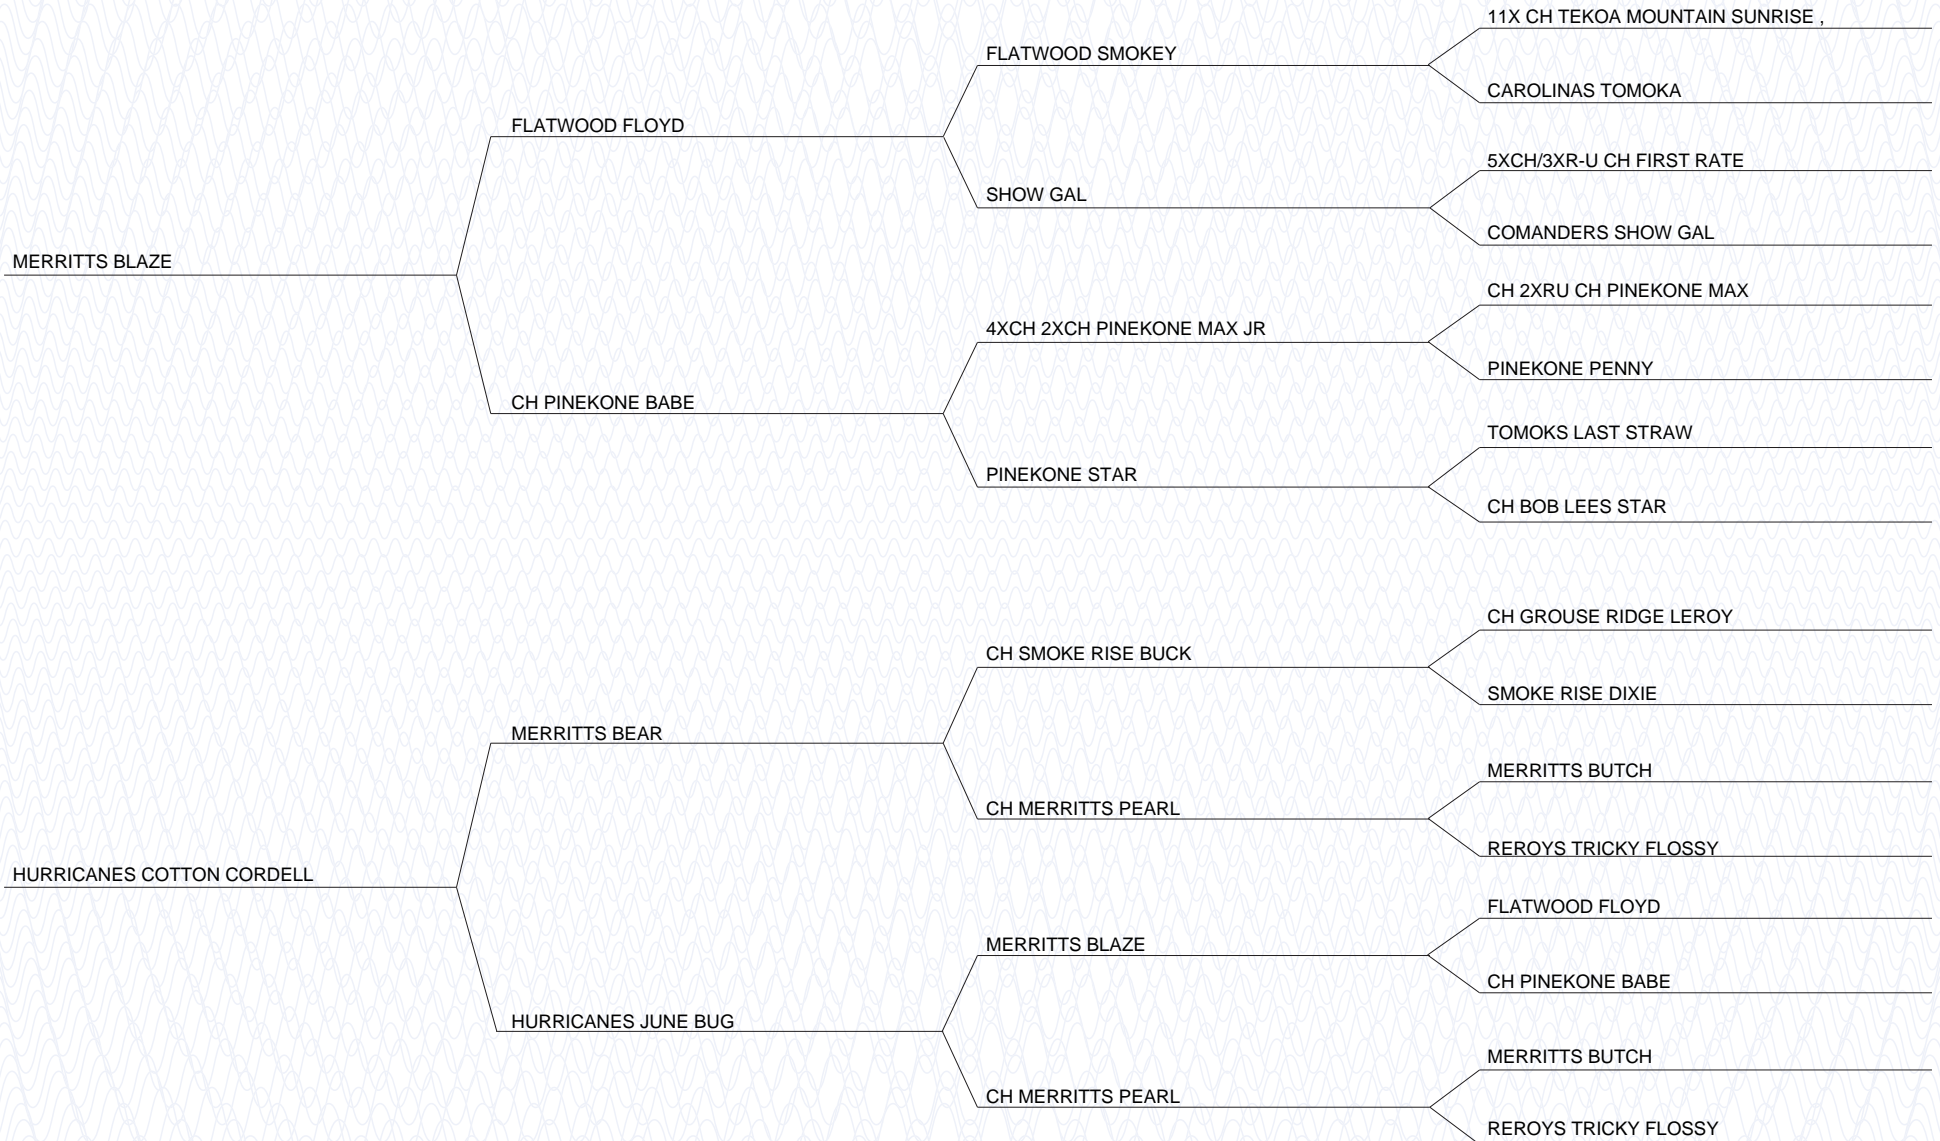 11X CH TEKOA MOUNTAIN SUNRISE ,
FLATWOOD SMOKEY
CAROLINAS TOMOKA
FLATWOOD FLOYD
5XCH/3XR-U CH FIRST RATE
SHOW GAL
COMANDERS SHOW GAL
MERRITTS BLAZE
CH 2XRU CH PINEKONE MAX
4XCH 2XCH PINEKONE MAX JR
PINEKONE PENNY
CH PINEKONE BABE
TOMOKS LAST STRAW
PINEKONE STAR
CH BOB LEES STAR
CH GROUSE RIDGE LEROY
CH SMOKE RISE BUCK
SMOKE RISE DIXIE
MERRITTS BEAR
MERRITTS BUTCH
CH MERRITTS PEARL
REROYS TRICKY FLOSSY
HURRICANES COTTON CORDELL
FLATWOOD FLOYD
MERRITTS BLAZE
CH PINEKONE BABE
HURRICANES JUNE BUG
MERRITTS BUTCH
CH MERRITTS PEARL
REROYS TRICKY FLOSSY